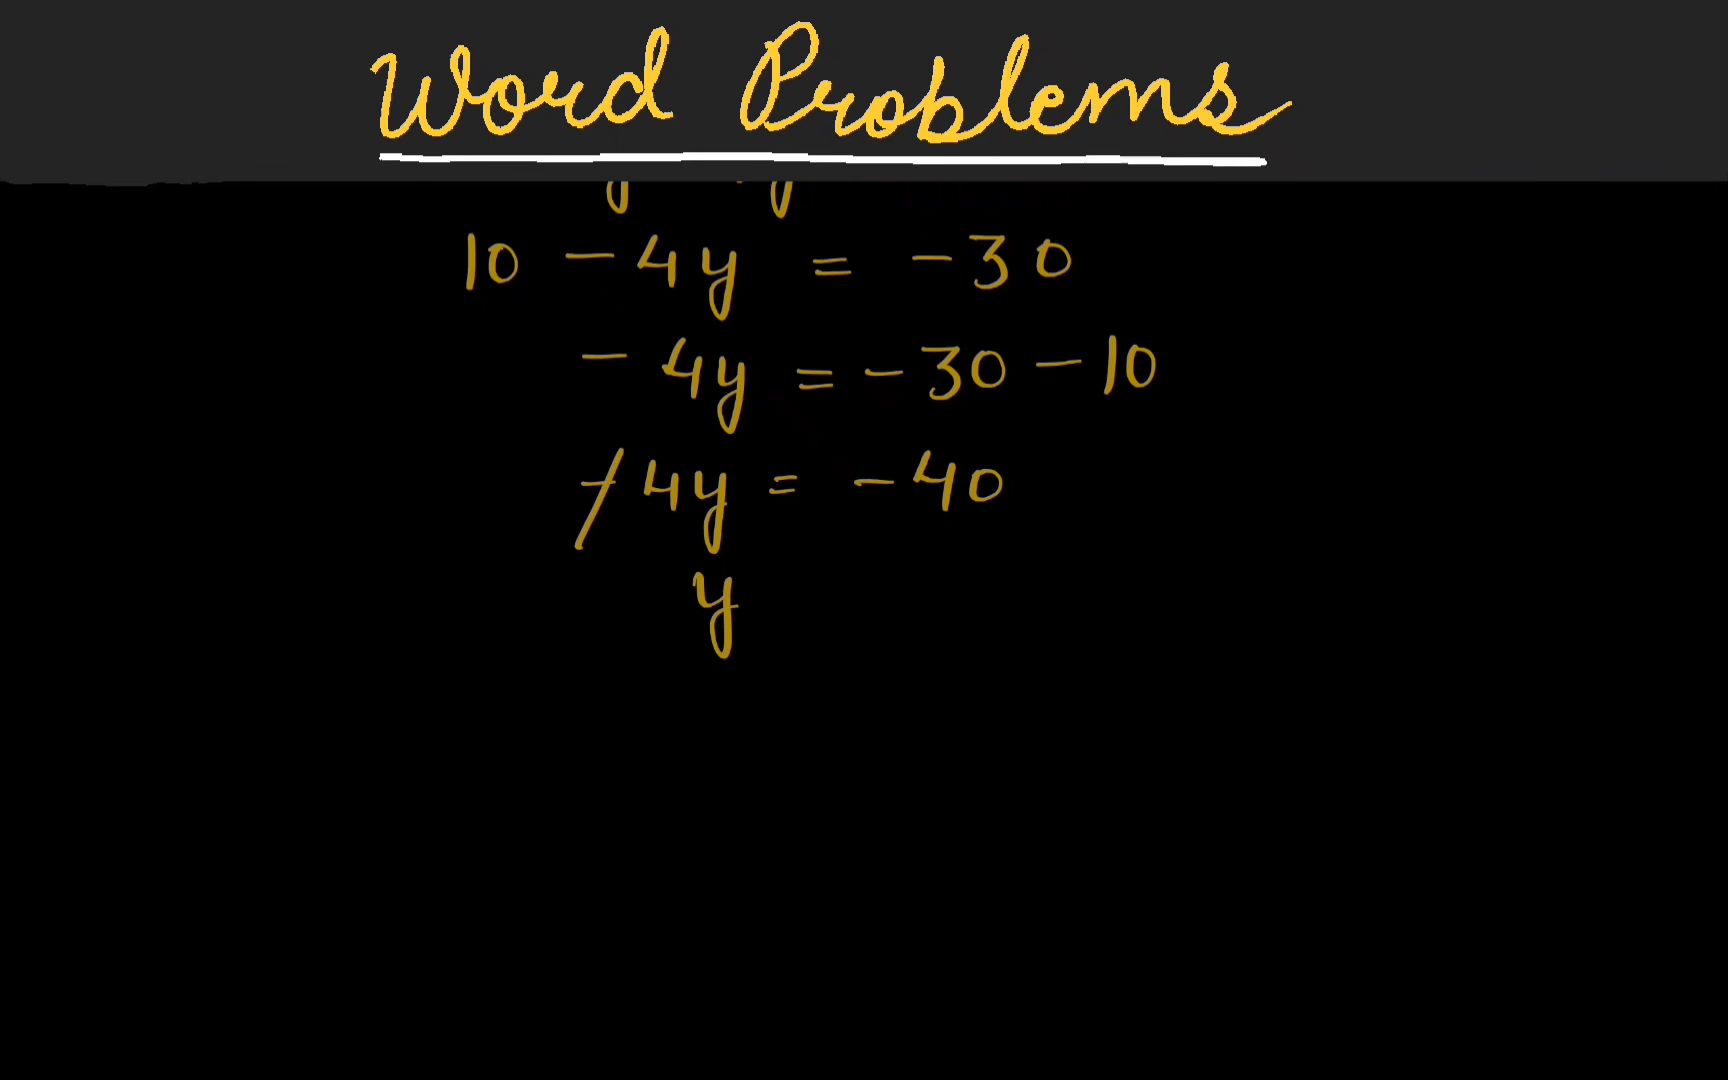 Word Problems
10 - 4y = -30
- 4y = -30 - 10
- 4y = -40
y